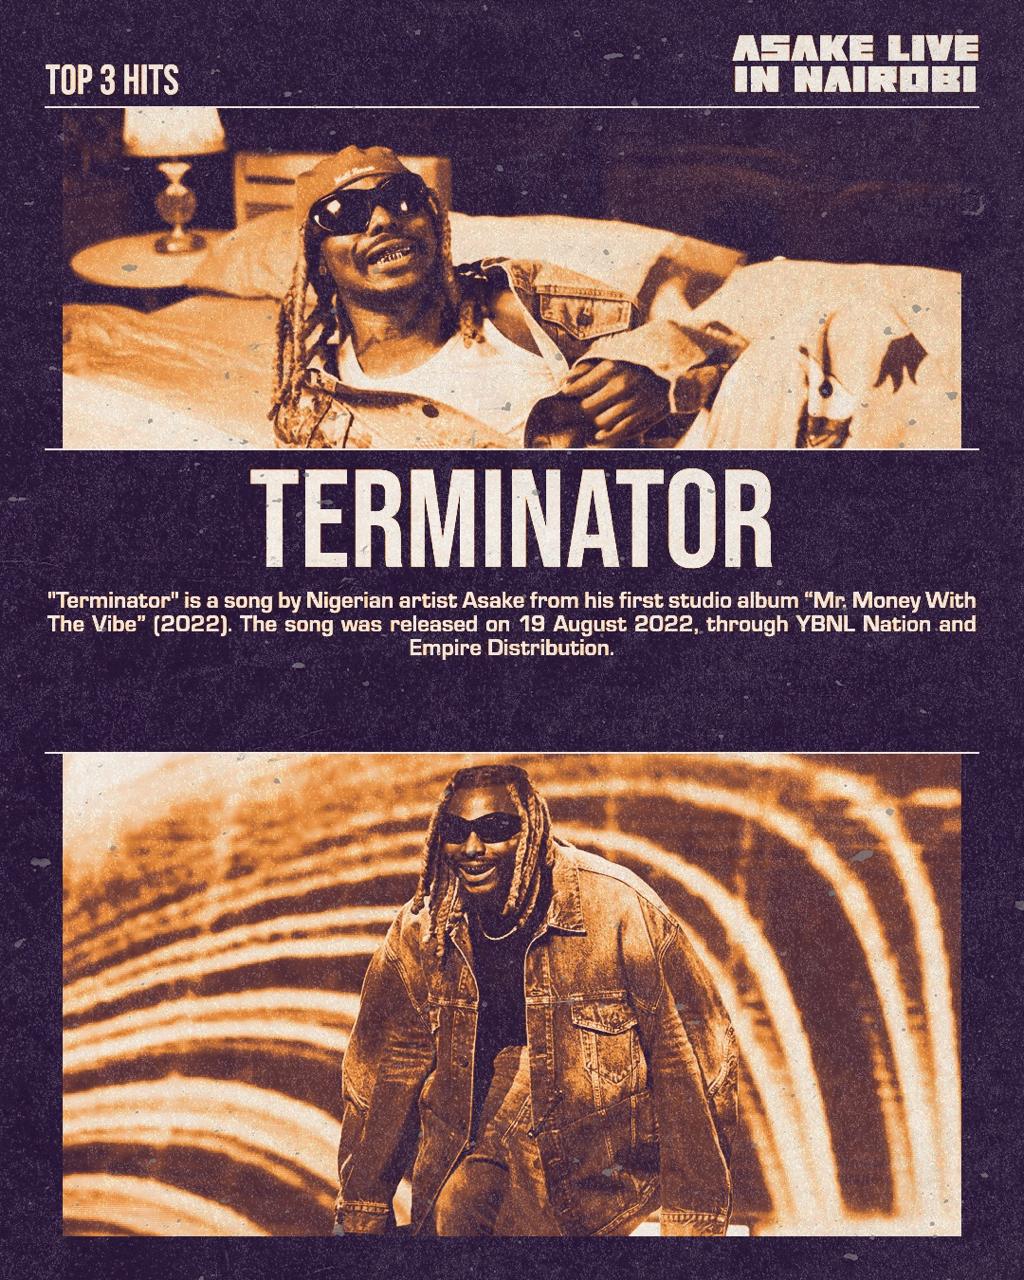 TOP 3 HITS
ASAKE LIVE
IN NAIROBI
TERMINATOR
"Terminator" is a song by Nigerian artist Asake from his first studio album “Mr. Money With
The Vibe” (2022). The song was released on 19 August 2022, through YBNL Nation and
Empire Distribution.